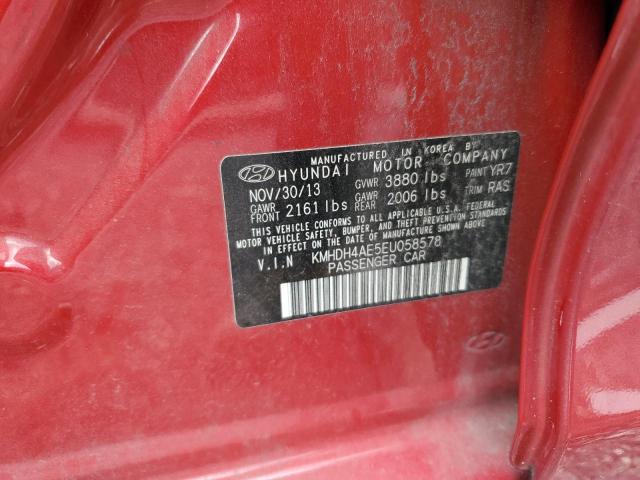 MANUFACTURED IN KOREA BY
HYUNDAI MOTOR COMPANY
NOV/30/13 GVWR 3880 lbs PAINT YR7
GAWR FRONT 2161 lbs GAWR REAR 2006 lbs TRIM RAS
THIS VEHICLE CONFORMS TO ALL APPLICABLE U.S.A. FEDERAL
MOTOR VEHICLE SAFETY, BUMPER, AND THEFT PREVENTION STANDARDS
IN EFFECT ON THE DATE OF MANUFACTURE SHOWN ABOVE.
V.I.N KMHDH4AE5EU058578
PASSENGER CAR